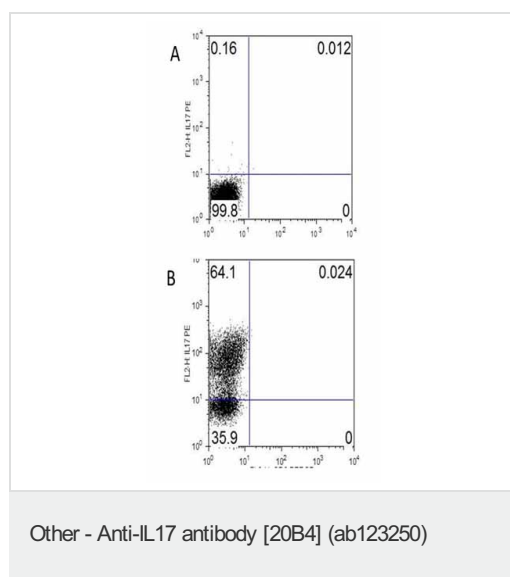 A
10⁴
0.16 0.012
10³
FL2-H: IL17 PE
10²
10¹
99.8 0
10⁰
10⁰ 10¹ 10² 10³ 10⁴
B
64.1 0.024
10³
FL2-H: IL17 PE
10²
10¹
35.9 0
10⁰
10⁰ 10¹ 10² 10³ 10⁴
Other - Anti-IL17 antibody [20B4] (ab123250)